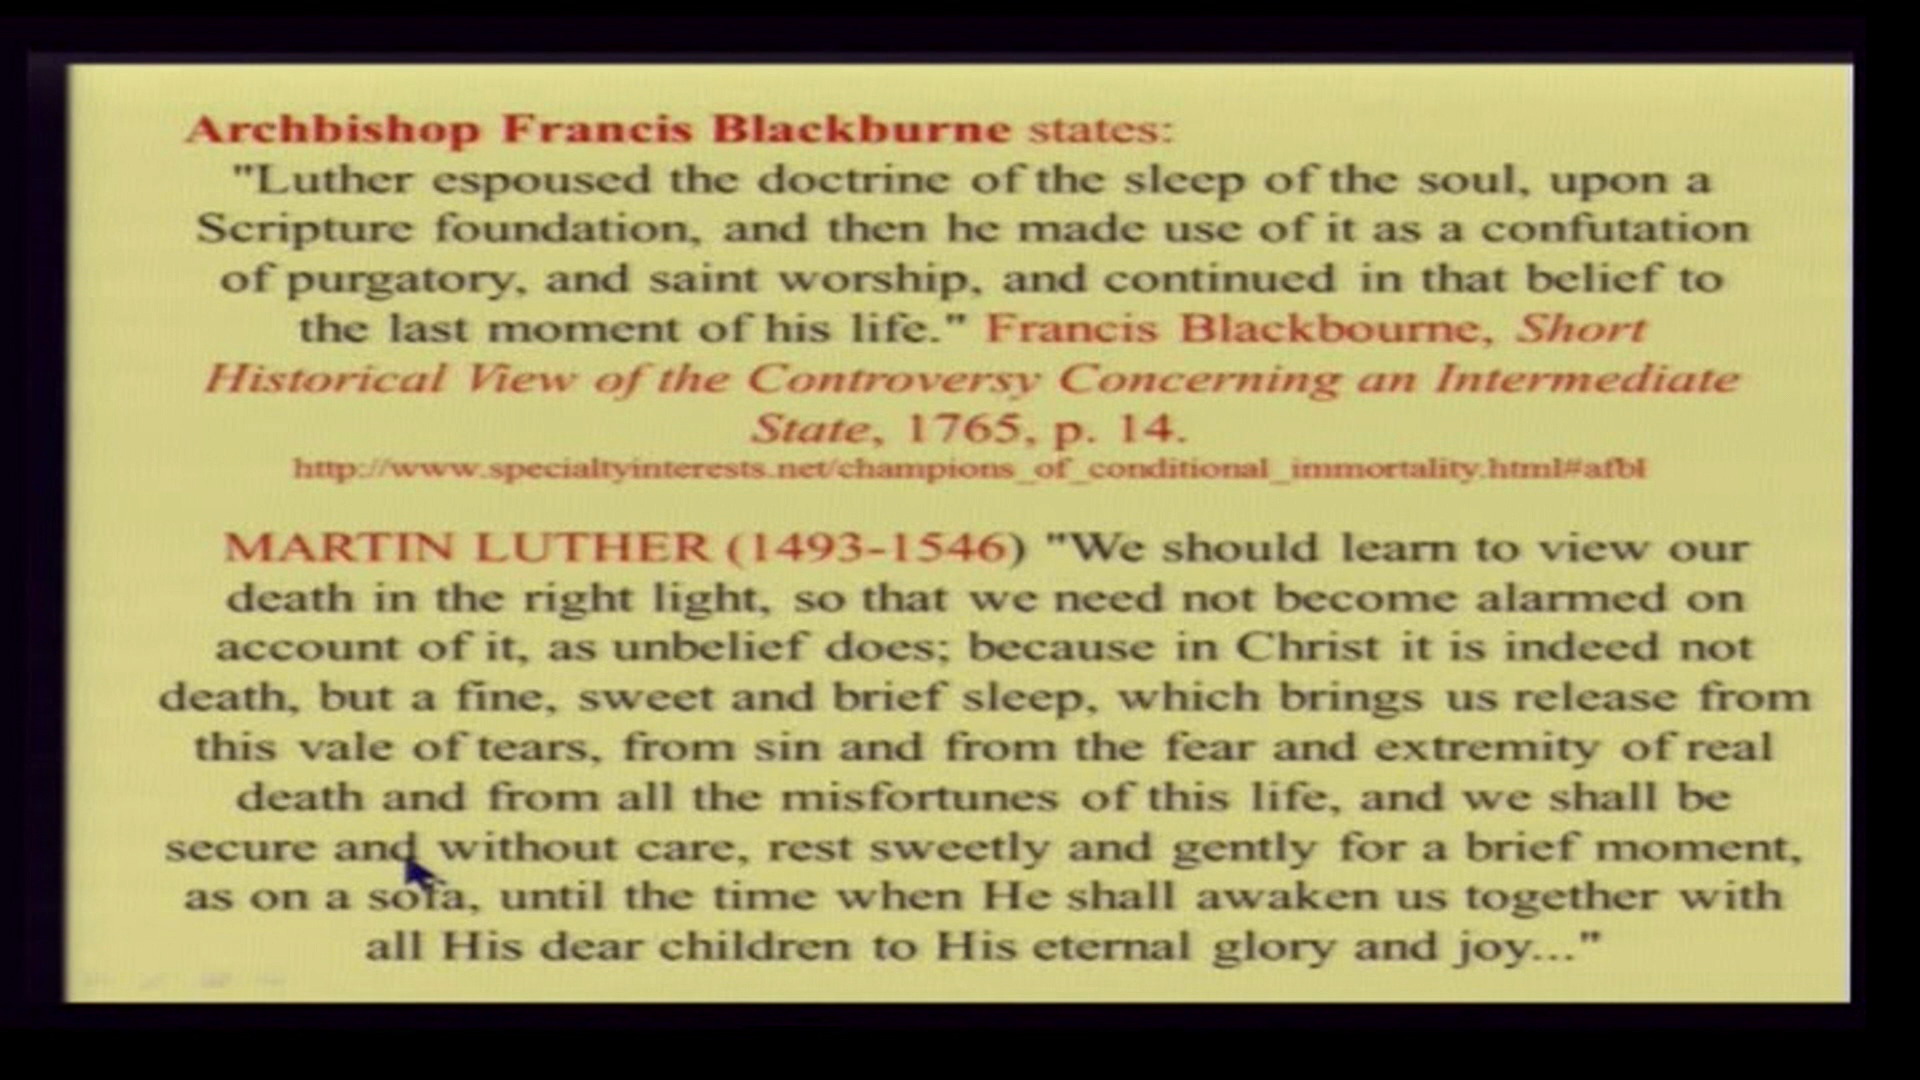 Archbishop Francis Blackburne states:
"Luther espoused the doctrine of the sleep of the soul, upon a
Scripture foundation, and then he made use of it as a confutation
of purgatory, and saint worship, and continued in that belief to
the last moment of his life." Francis Blackbourne, Short
Historical View of the Controversy Concerning an Intermediate
State, 1765, p. 14.
http://www.specialtyinterests.net/champions_of_conditional_immortality.html#afbl
MARTIN LUTHER (1493-1546) "We should learn to view our
death in the right light, so that we need not become alarmed on
account of it, as unbelief does; because in Christ it is indeed not
death, but a fine, sweet and brief sleep, which brings us release from
this vale of tears, from sin and from the fear and extremity of real
death and from all the misfortunes of this life, and we shall be
secure and without care, rest sweetly and gently for a brief moment,
as on a sofa, until the time when He shall awaken us together with
all His dear children to His eternal glory and joy..."